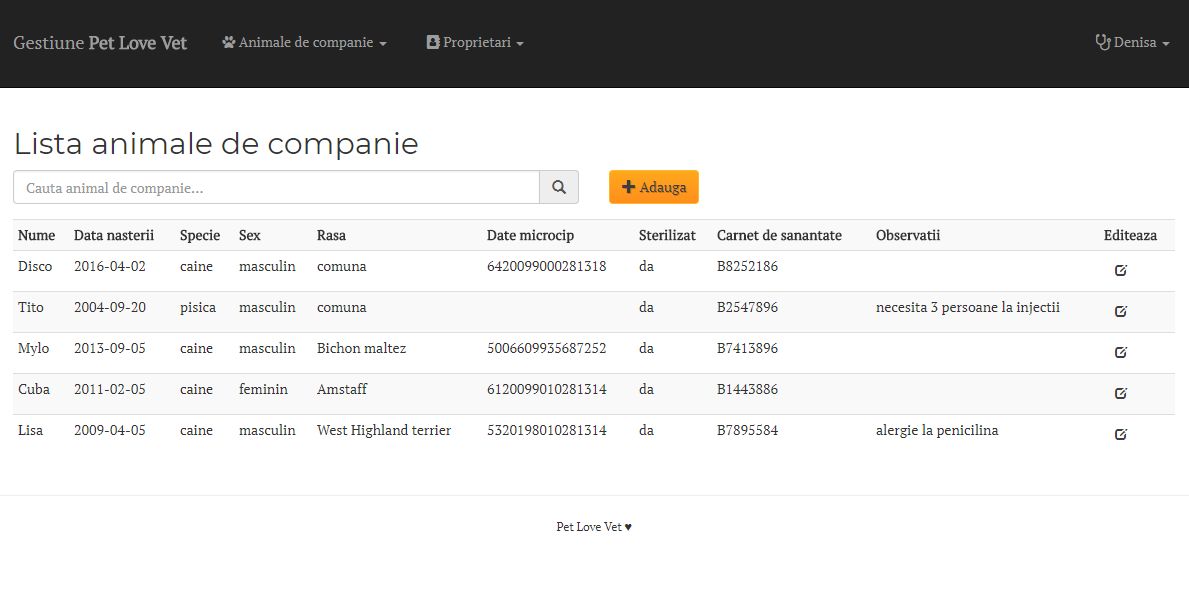 Gestiune Pet Love Vet Animale de companie Proprietari Denisa
Lista animale de companie
Cauta animal de companie... Adauga
Nume Data nasterii Specie Sex Rasa Date microcip Sterilizat Carnet de sanantate Observatii Editeaza
Disco 2016-04-02 caine masculin comuna 6420099000281318 da B8252186
Tito 2004-09-20 pisica masculin comuna da B2547896 necesita 3 persoane la injectii
Mylo 2013-09-05 caine masculin Bichon maltez 5006609935687252 da B7413896
Cuba 2011-02-05 caine feminin Amstaff 6120099010281314 da B1443886
Lisa 2009-04-05 caine masculin West Highland terrier 5320198010281314 da B7895584 alergie la penicilina
Pet Love Vet ♥